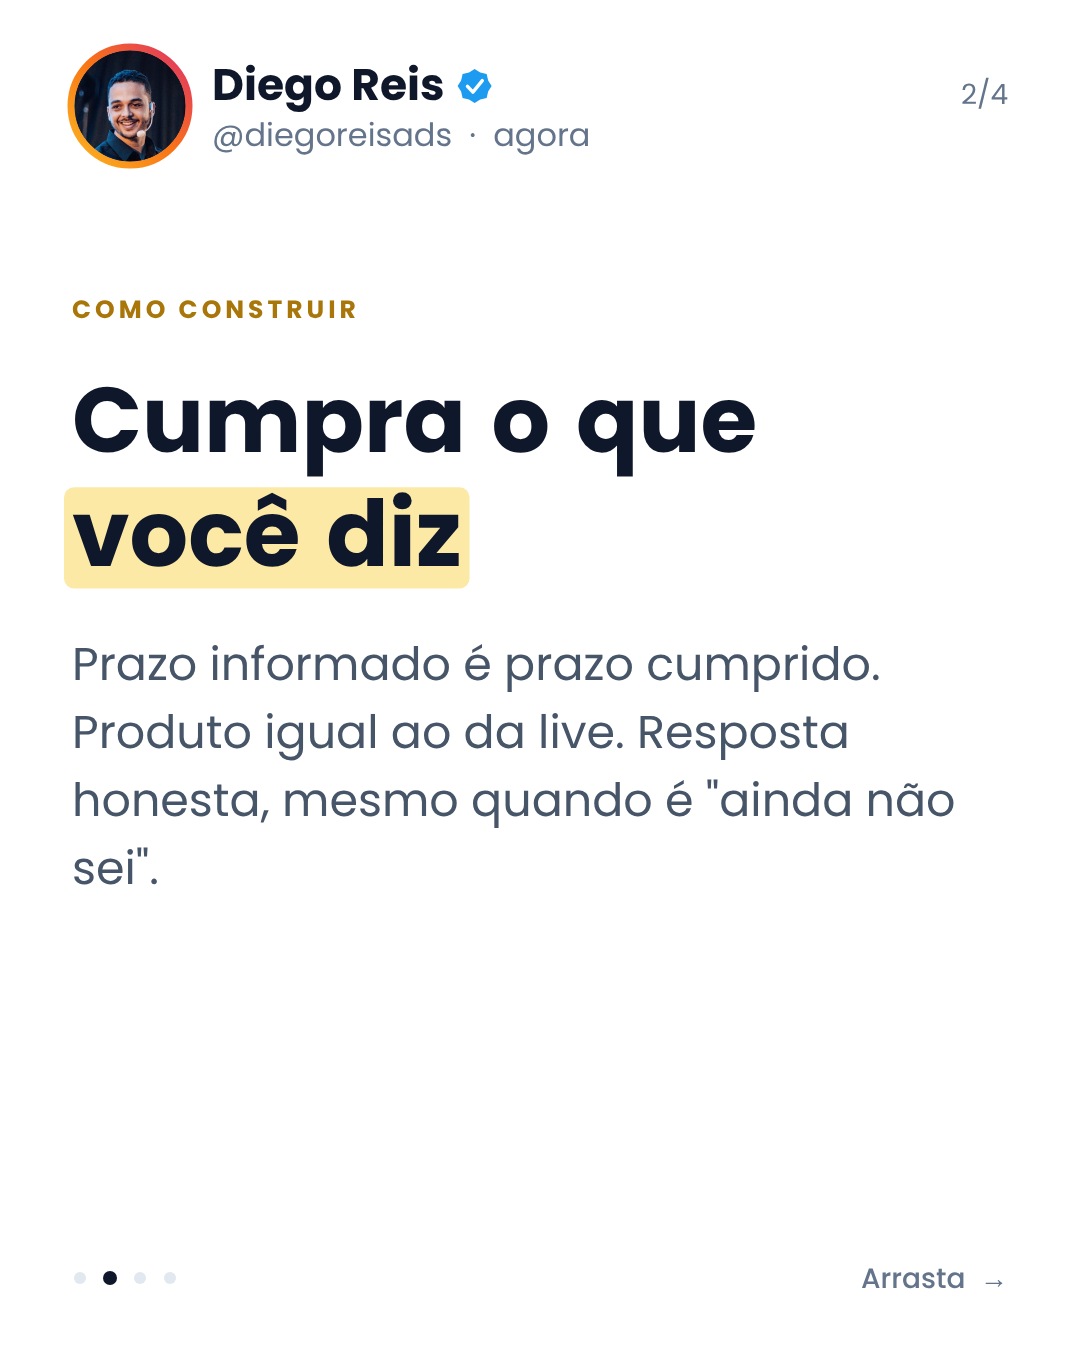 Diego Reis
@diegoreisads · agora
2/4
COMO CONSTRUIR
Cumpra o que
você diz
Prazo informado é prazo cumprido.
Produto igual ao da live. Resposta
honesta, mesmo quando é "ainda não
sei".
Arrasta →